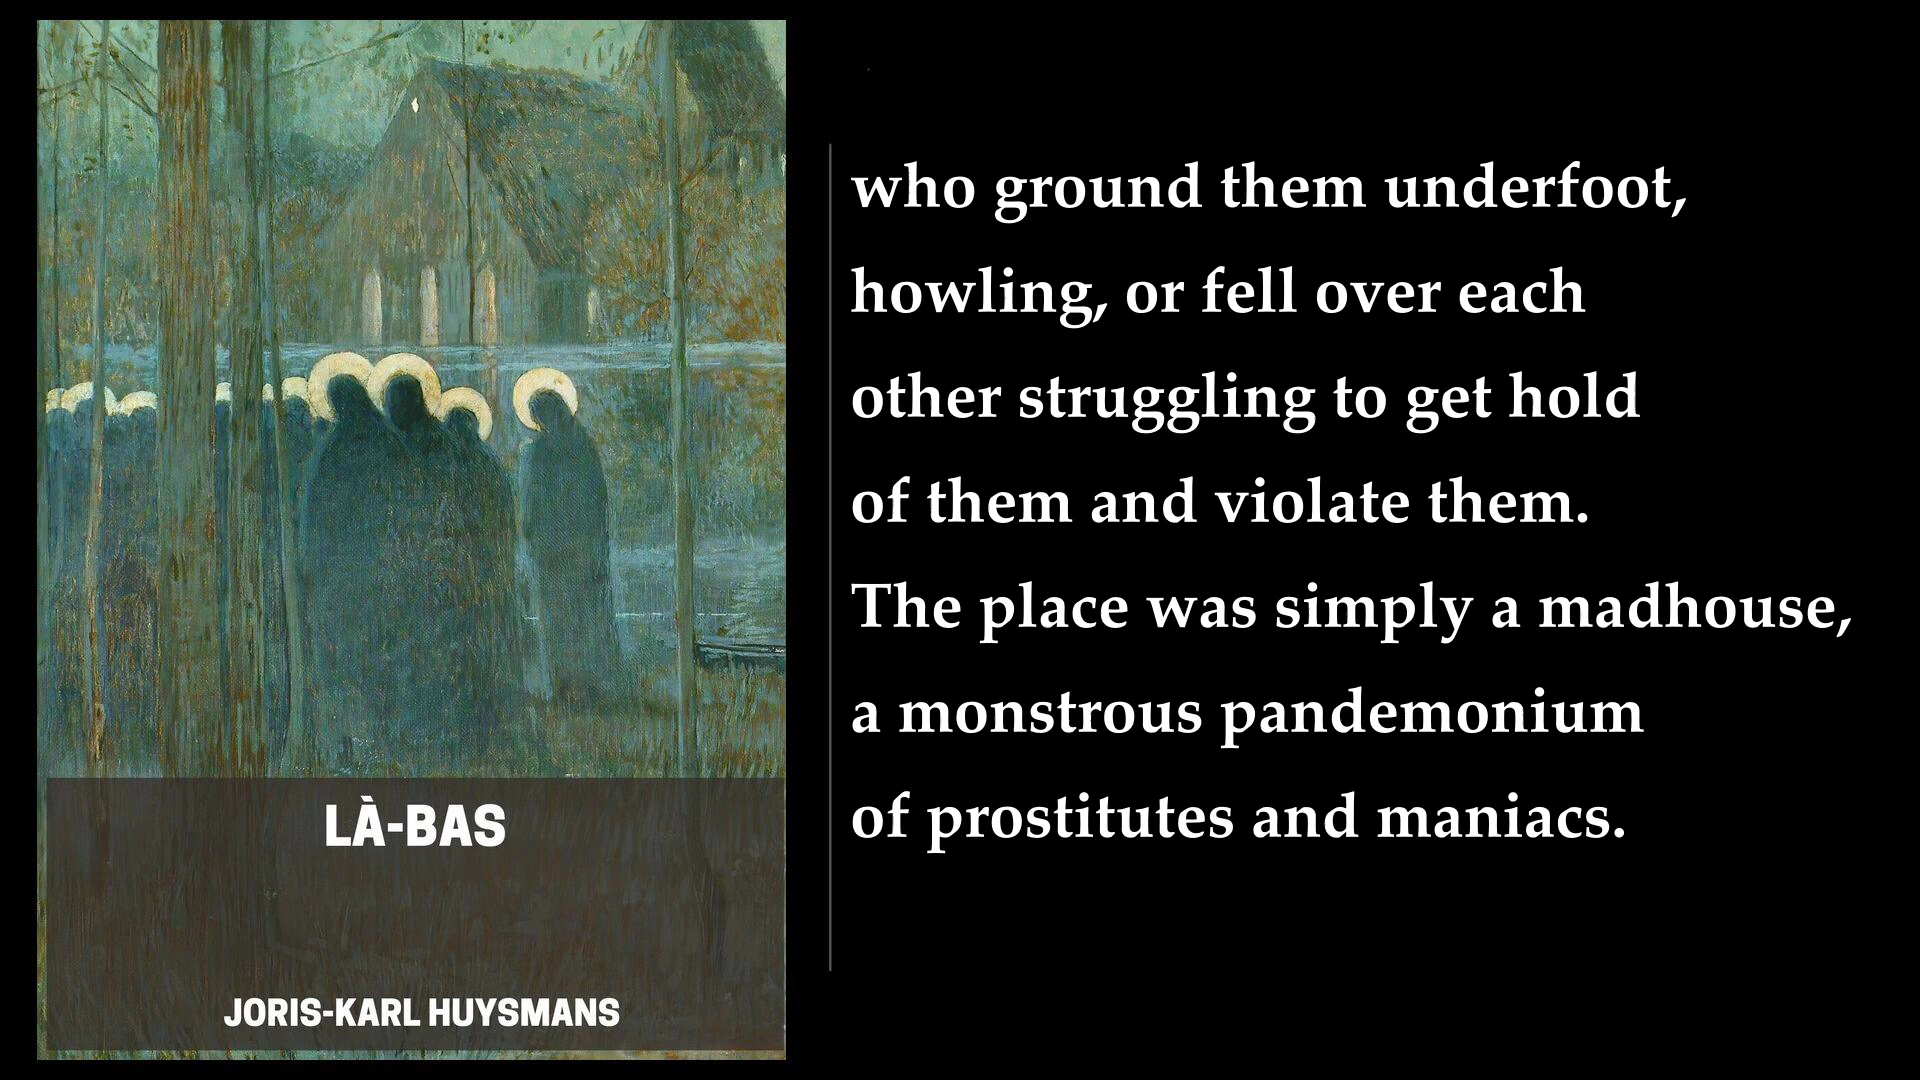 LÀ-BAS
JORIS-KARL HUYSMANS
who ground them underfoot,
howling, or fell over each
other struggling to get hold
of them and violate them.
The place was simply a madhouse,
a monstrous pandemonium
of prostitutes and maniacs.